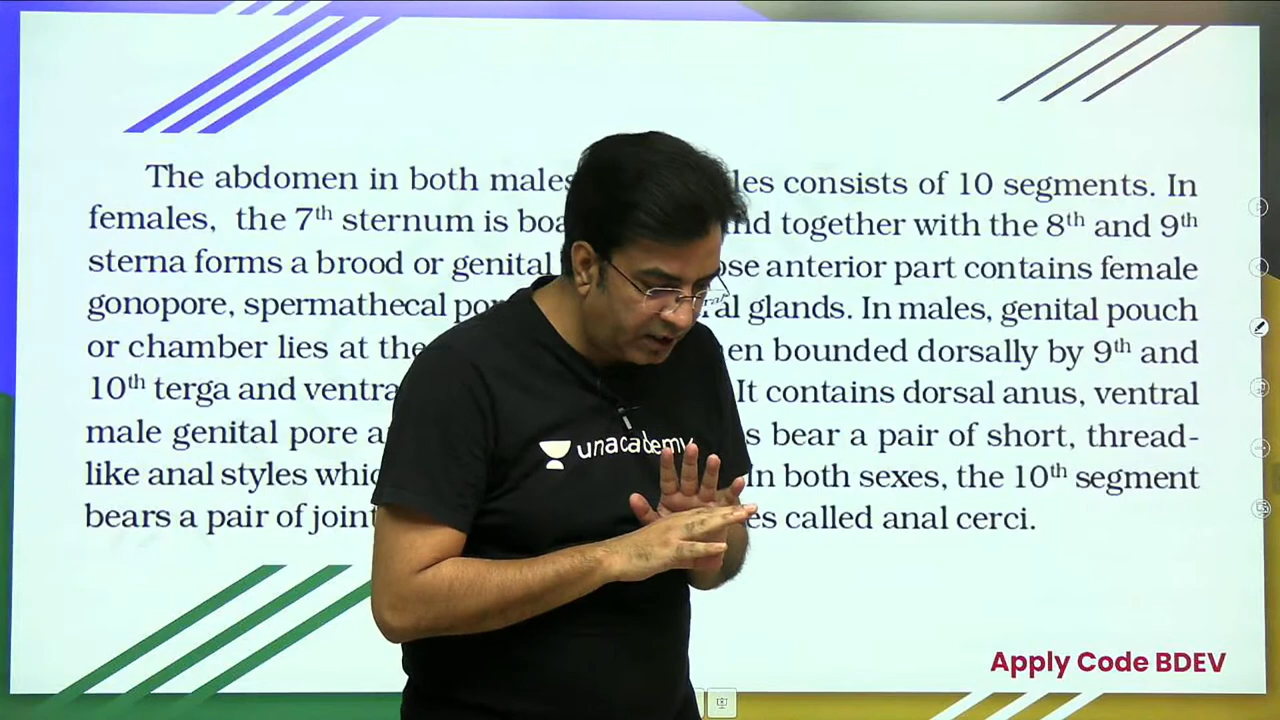 The abdomen in both males les consists of 10 segments. In
females, the 7th sternum is boa nd together with the 8th and 9th
sterna forms a brood or genital ose anterior part contains female
gonopore, spermathecal po ral glands. In males, genital pouch
or chamber lies at the en bounded dorsally by 9th and
10th terga and ventra It contains dorsal anus, ventral
male genital pore a s bear a pair of short, thread-
like anal styles whic In both sexes, the 10th segment
bears a pair of joint es called anal cerci.
unacademy
Apply Code BDEV